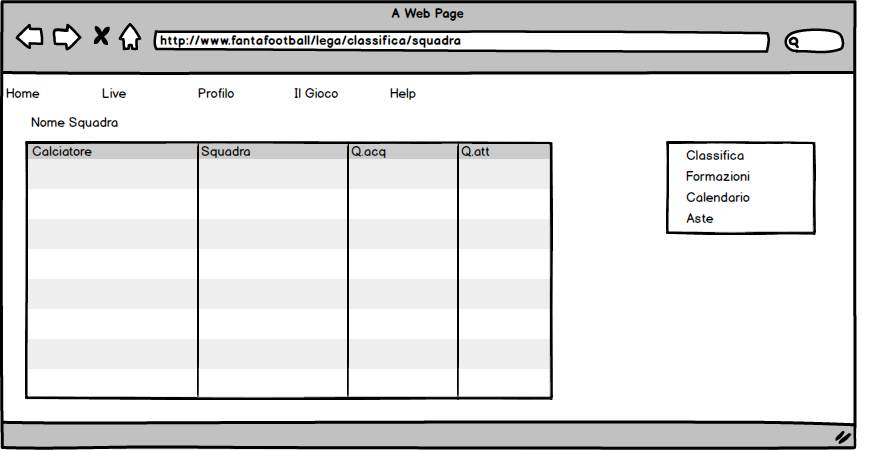 A Web Page
http://www.fantafootball/lega/classifica/squadra
Home Live Profilo Il Gioco Help
Nome Squadra
Calciatore Squadra Q.acq Q.att
Classifica
Formazioni
Calendario
Aste